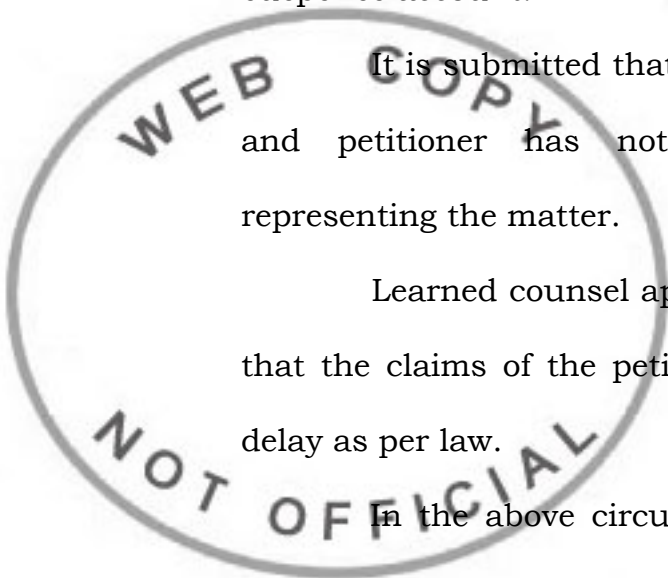 It is submitted that
and petitioner has not
representing the matter.
Learned counsel ap
that the claims of the peti
delay as per law.
In the above circu
WEB COPY
NOT OFFICIAL